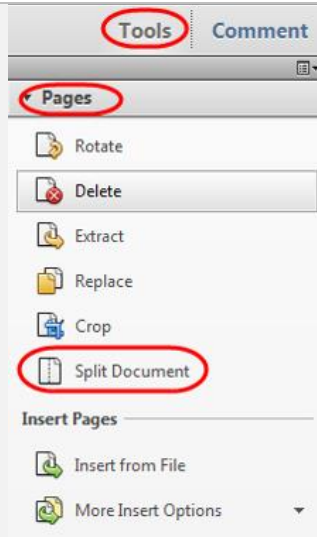 Tools Comment
Pages
Rotate
Delete
Extract
Replace
Crop
Split Document
Insert Pages
Insert from File
More Insert Options